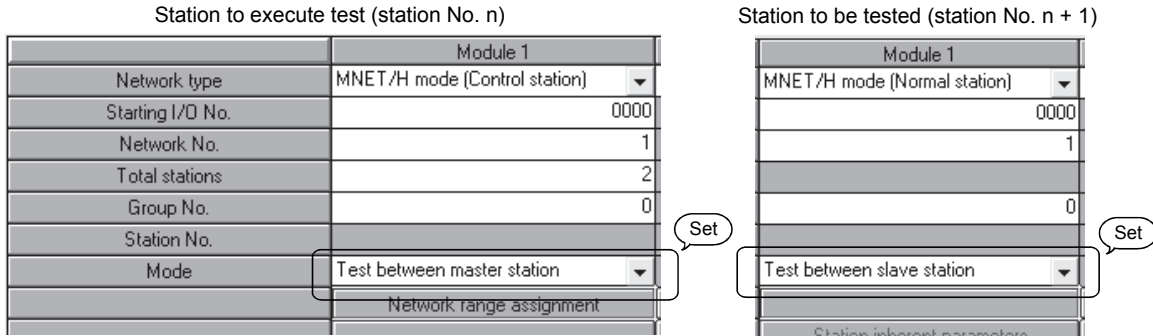 Station to execute test (station No. n)
Module 1
Network type MNET/H mode (Control station)
Starting I/O No. 0000
Network No. 1
Total stations 2
Group No. 0
Station No.
Mode Test between master station
Network range assignment
Set
Station to be tested (station No. n + 1)
Module 1
MNET/H mode (Normal station)
0000
1
0
Test between slave station
Station inherent parameters
Set